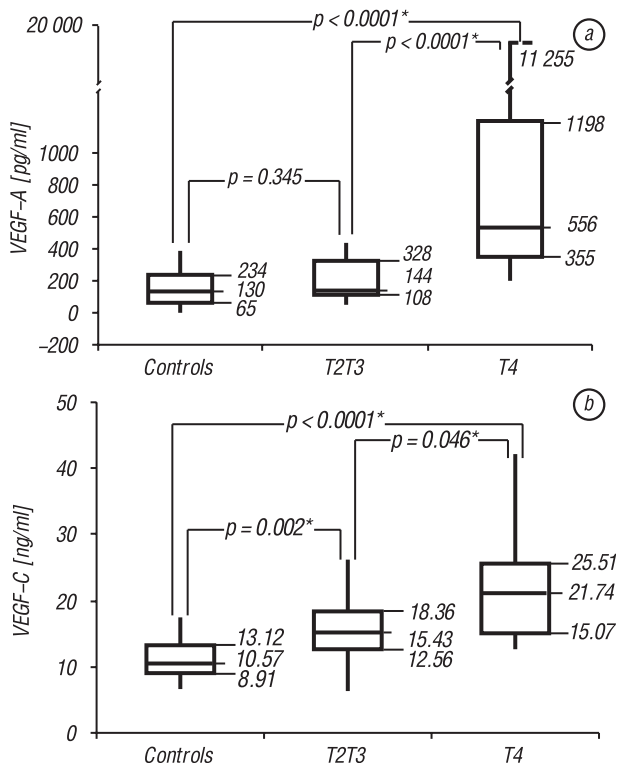 20 000
p < 0.0001*
a
p < 0.0001*
11 255
1198
VEGF–A [pg/ml]
1000
800
p = 0.345
600
556
400
328
355
234
144
200
130
108
65
0
–200
Controls
T2T3
T4
50
b
p < 0.0001*
p = 0.046*
40
VEGF–C [ng/ml]
30
p = 0.002*
25.51
21.74
20
18.36
15.43
15.07
13.12
10.57
12.56
10
8.91
0
Controls
T2T3
T4